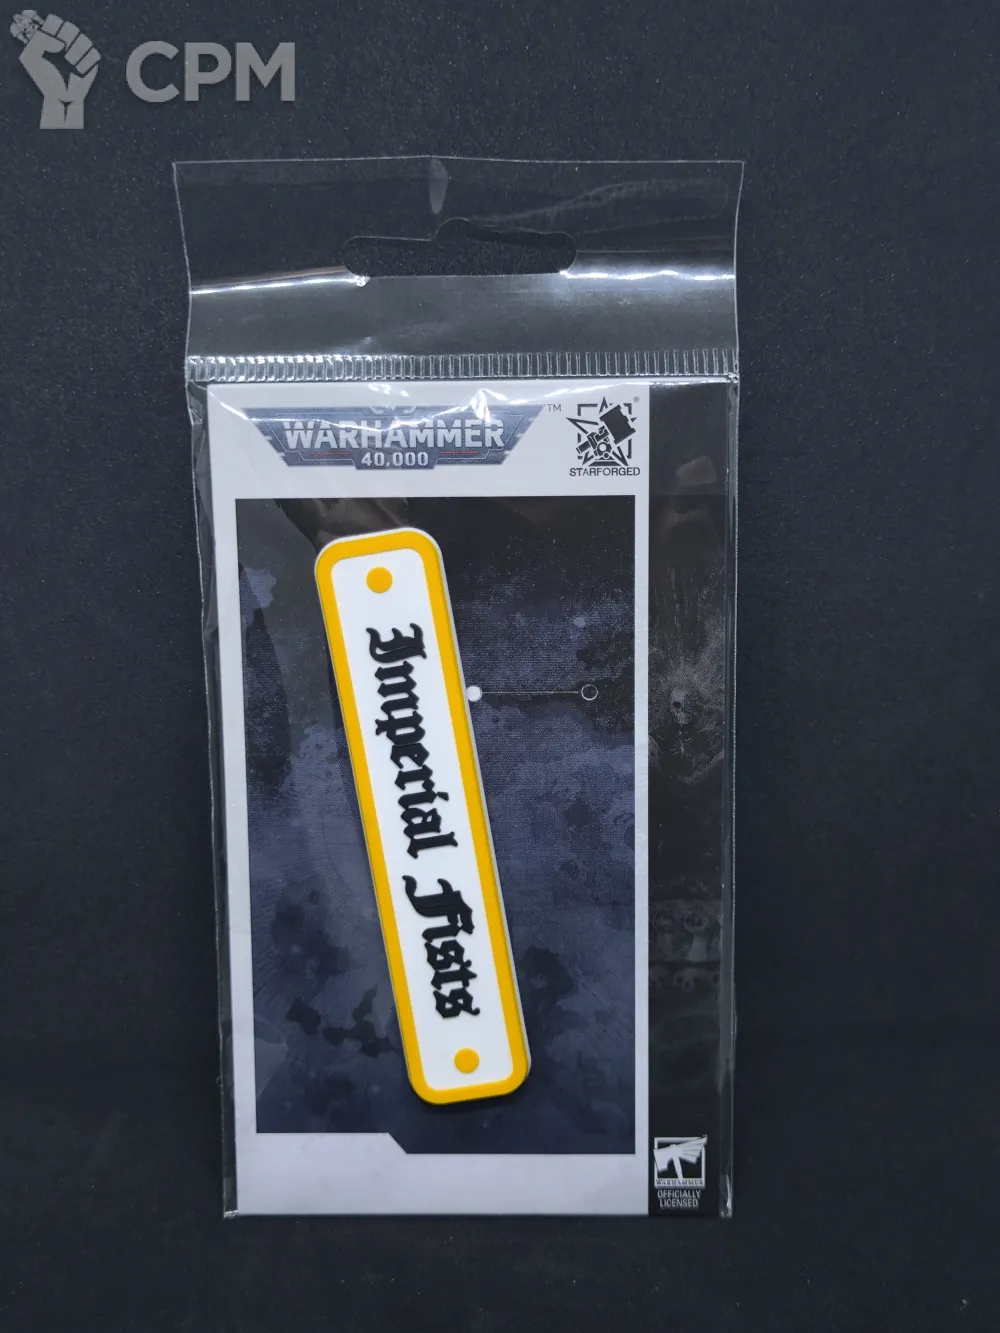 CPM
WARHAMMER
40,000
™
®
STARFORGED
Imperial Fists
WARHAMMER
OFFICIALLY
LICENSED